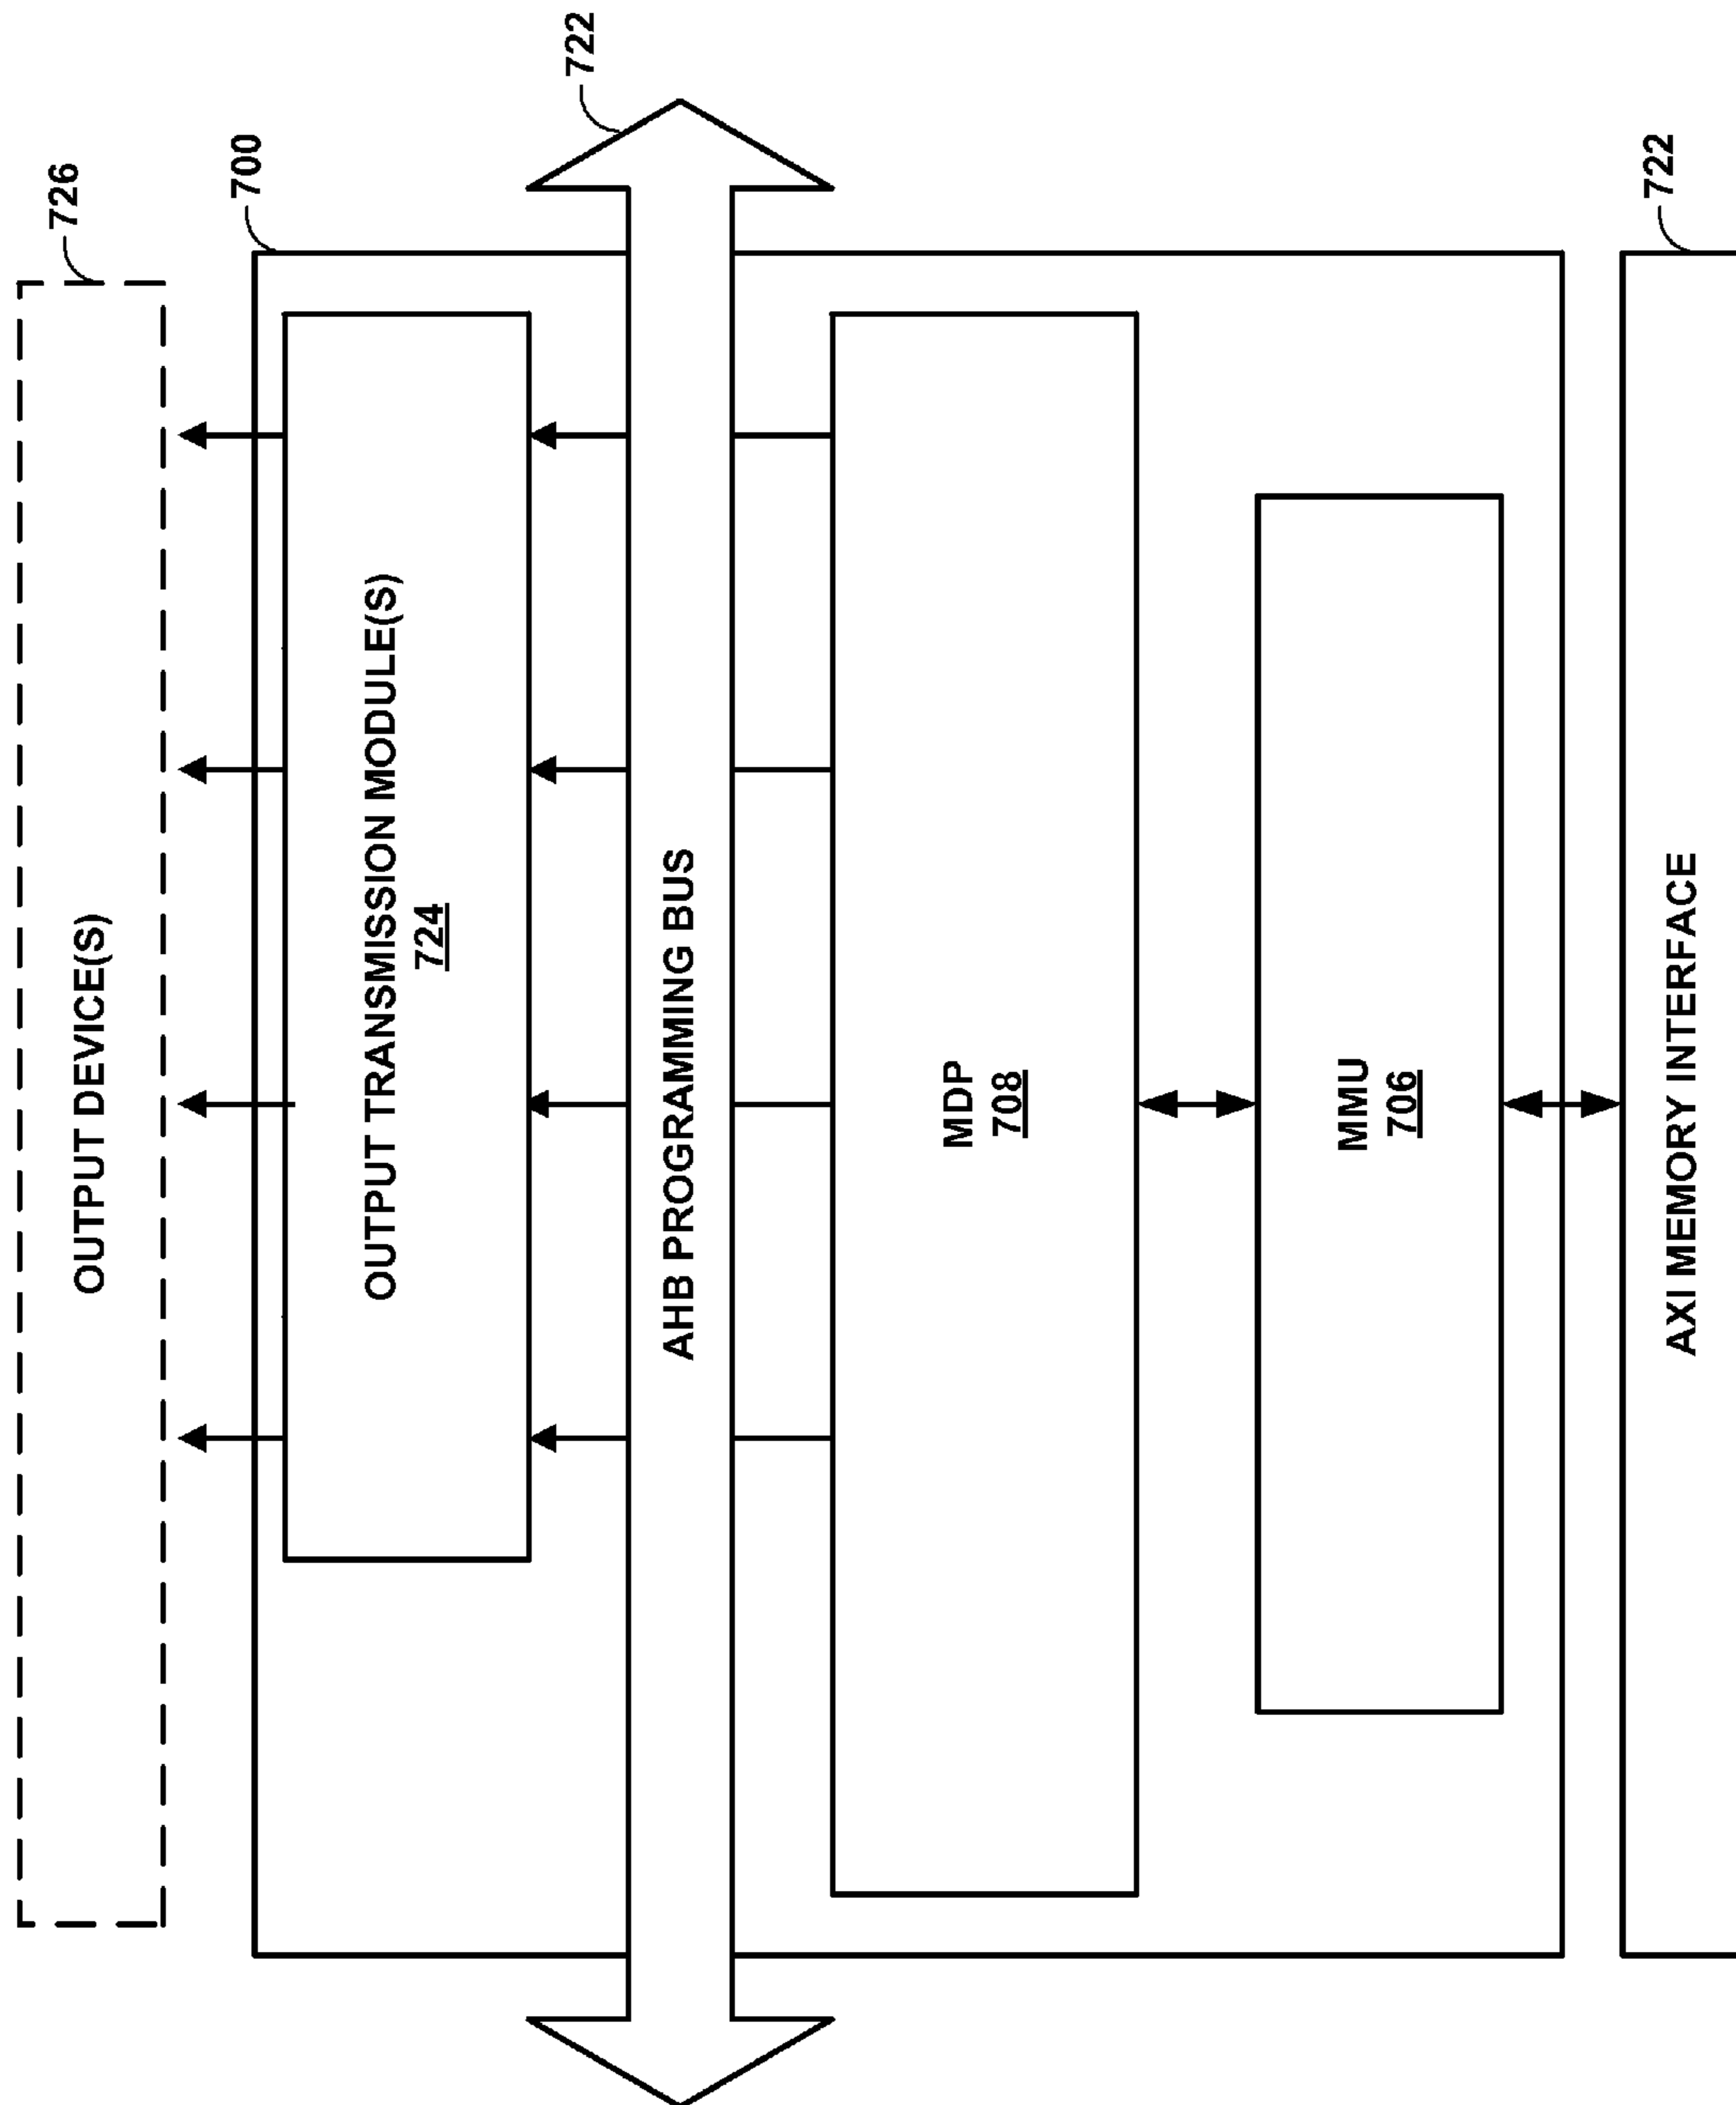 OUTPUT DEVICE(S)
726
700
OUTPUT TRANSMISSION MODULE(S)
724
722
AHB PROGRAMMING BUS
MDP
708
MMU
706
AXI MEMORY INTERFACE
722